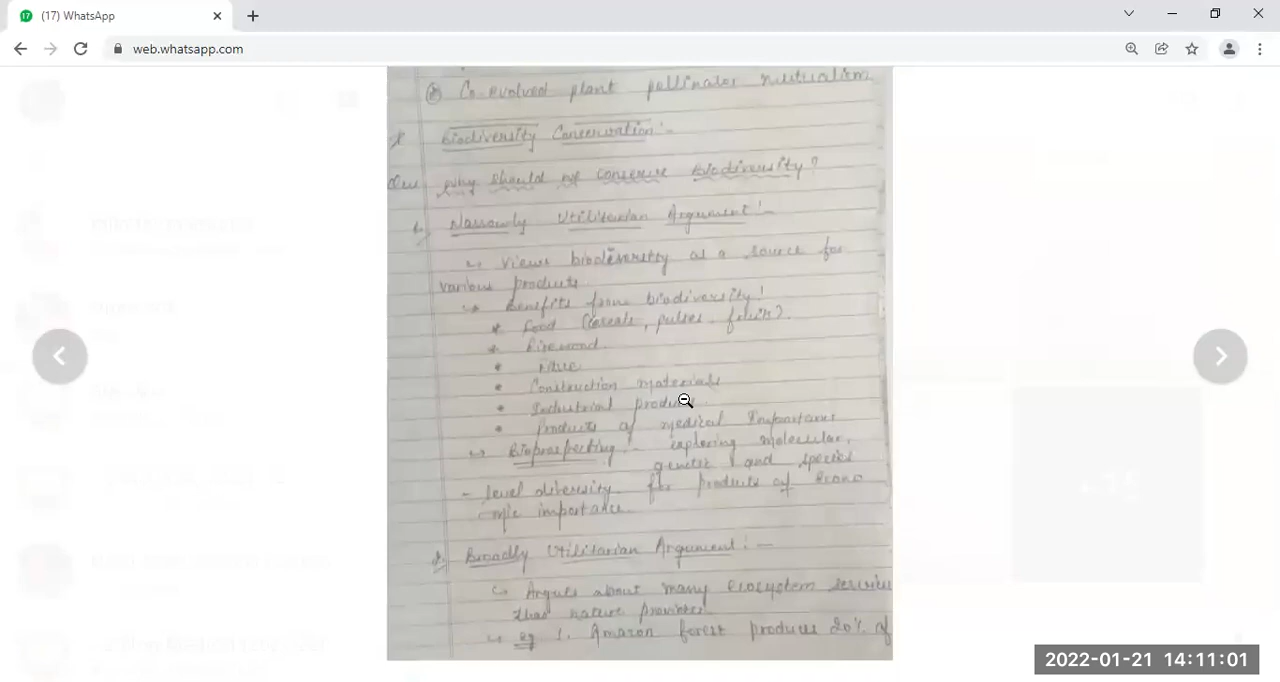 (17) WhatsApp
web.whatsapp.com
Co-evolved plant pollinator mutualism
Biodiversity Conservation :-
Que. Why should we conserve Biodiversity?
1. Narrowly Utilitarian Argument :-
↳ Views biodiversity as a source for
various products.
↳ Benefits from biodiversity :
* Food (cereals, pulses, fruits)
* Firewood
* Fibre
* Construction materials
* Industrial products
* Products of medical Importance
↳ Bioprospecting :- exploring molecular,
genetic and species
- level diversity for products of Econo
-mic importance.
2. Broadly Utilitarian Argument :-
↳ Argues about many ecosystem services
that nature provides.
↳ eg 1. Amazon forest produces 20% of
2022-01-21 14:11:01